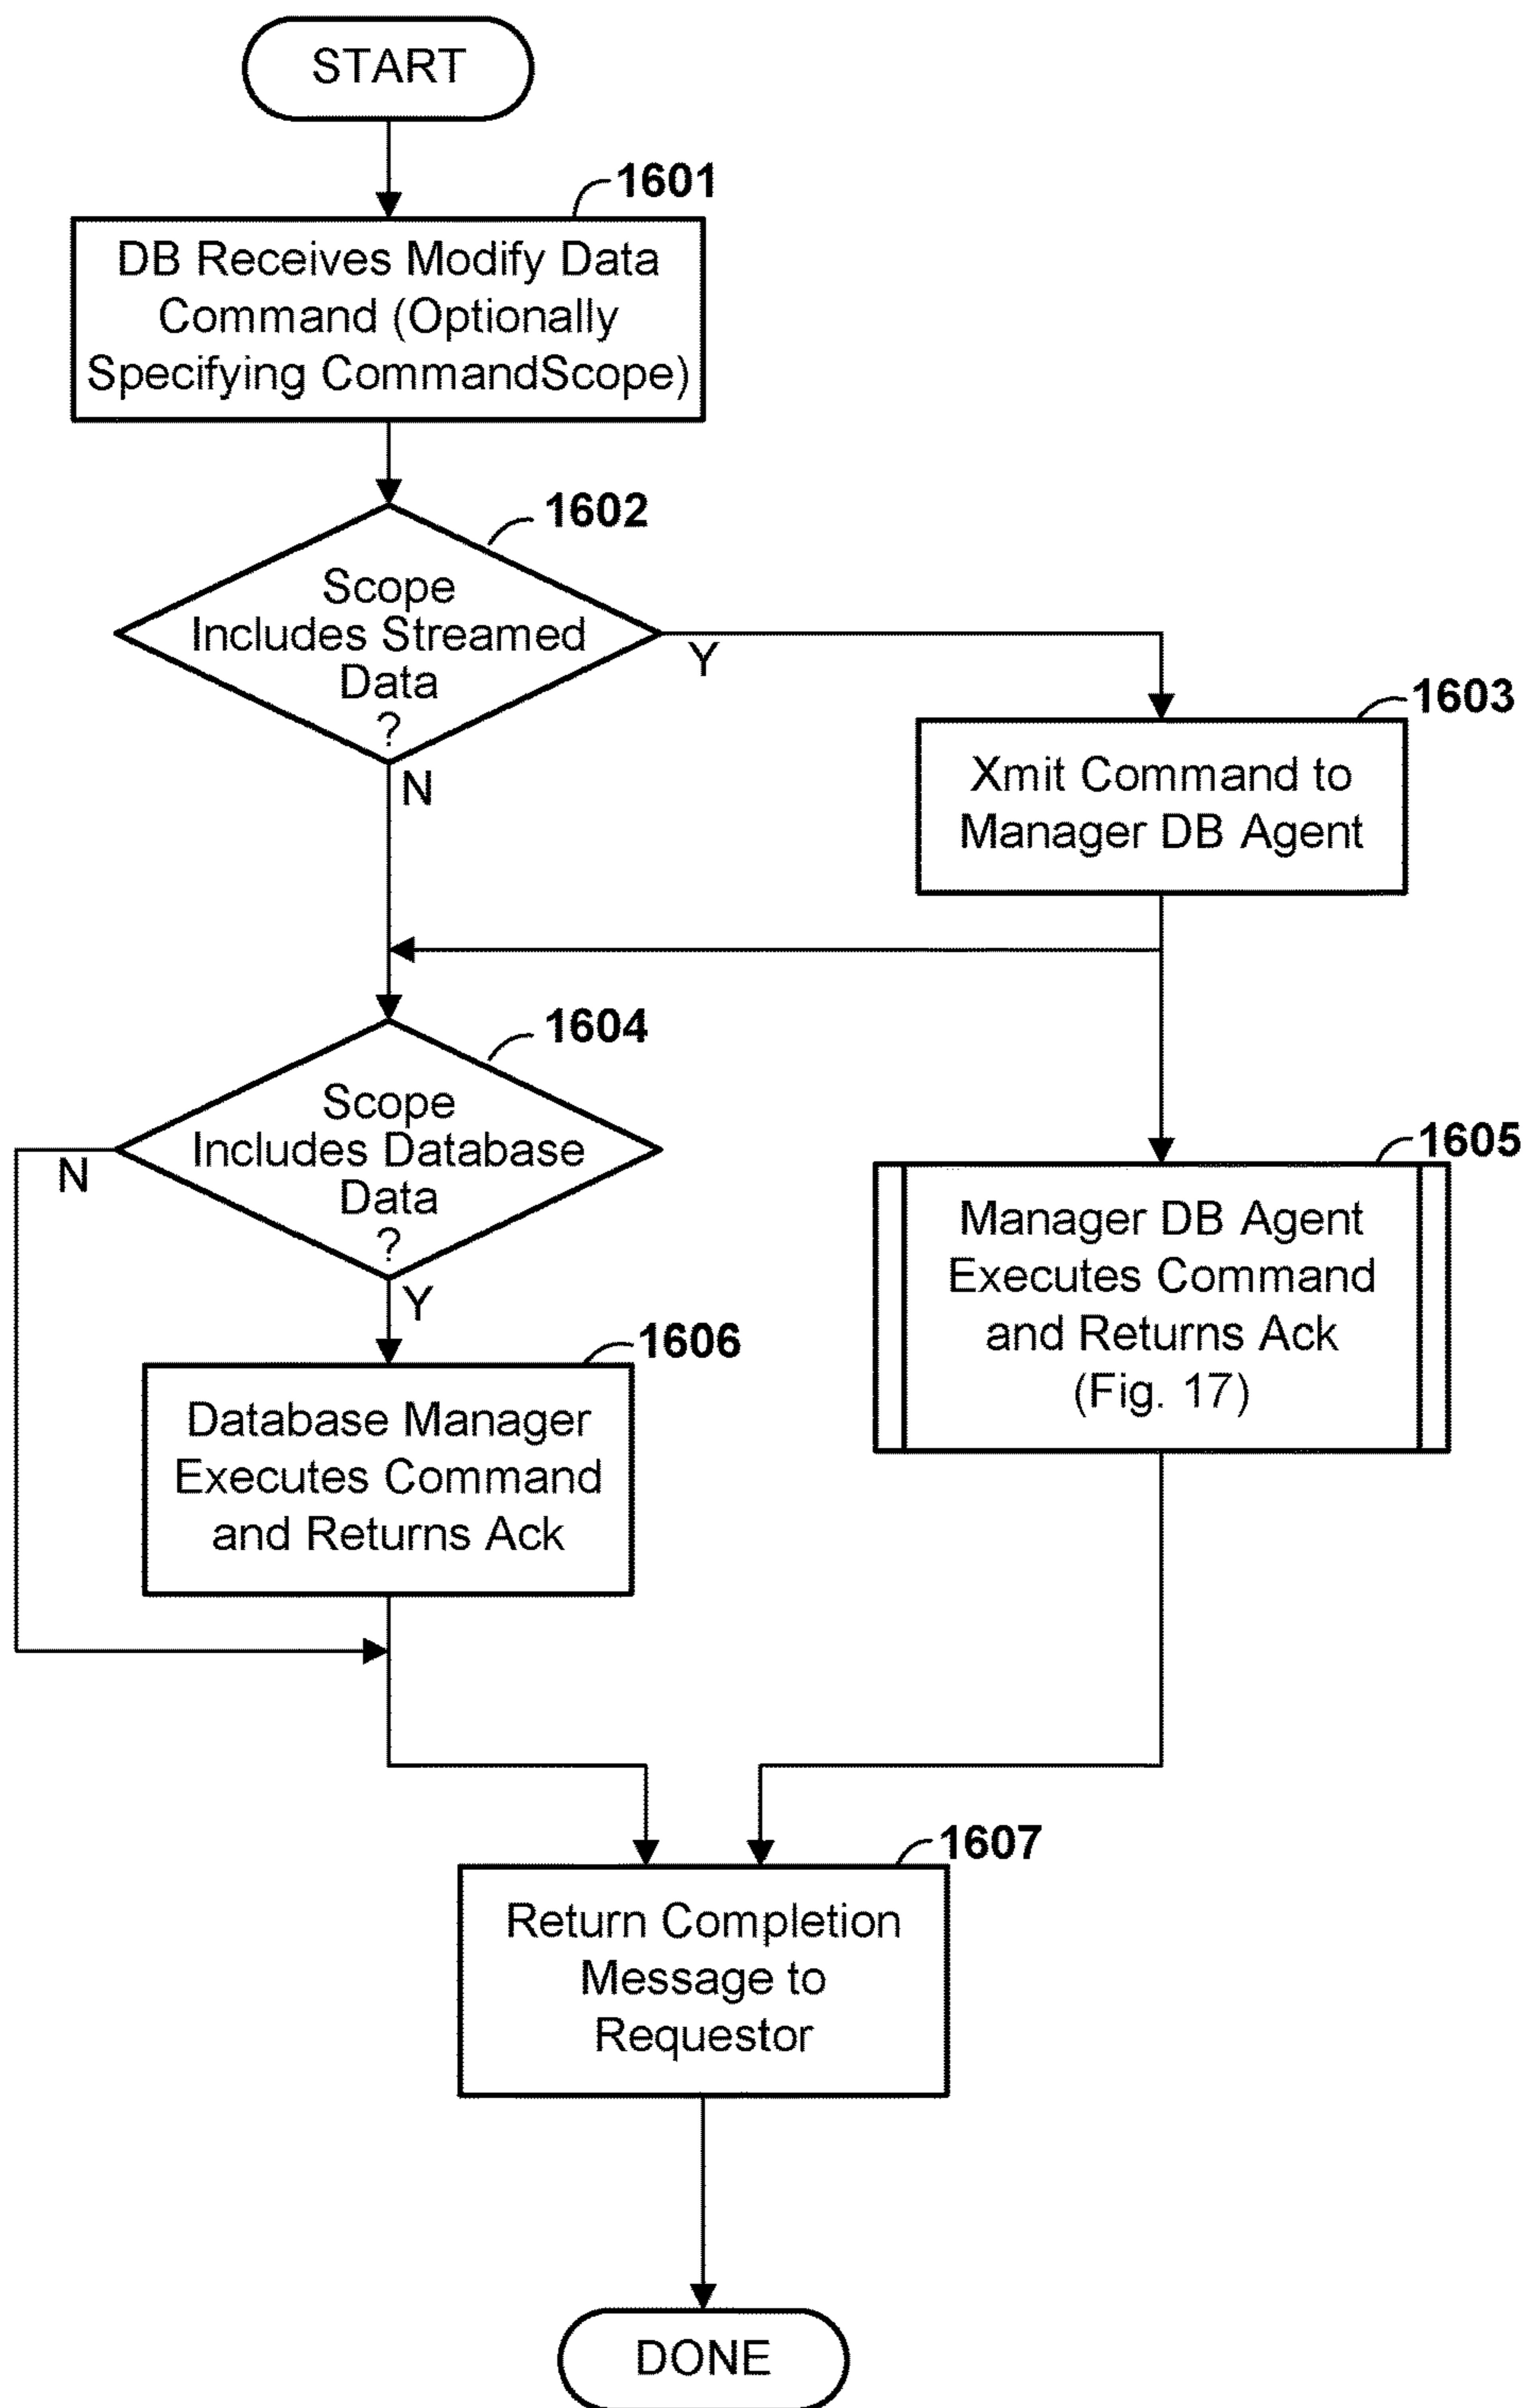 START
1601
DB Receives Modify Data
Command (Optionally
Specifying CommandScope)
1602
Scope
Includes Streamed
Data
?
Y
N
1603
Xmit Command to
Manager DB Agent
1604
Scope
Includes Database
Data
?
N
Y
1605
Manager DB Agent
Executes Command
and Returns Ack
(Fig. 17)
1606
Database Manager
Executes Command
and Returns Ack
1607
Return Completion
Message to
Requestor
DONE